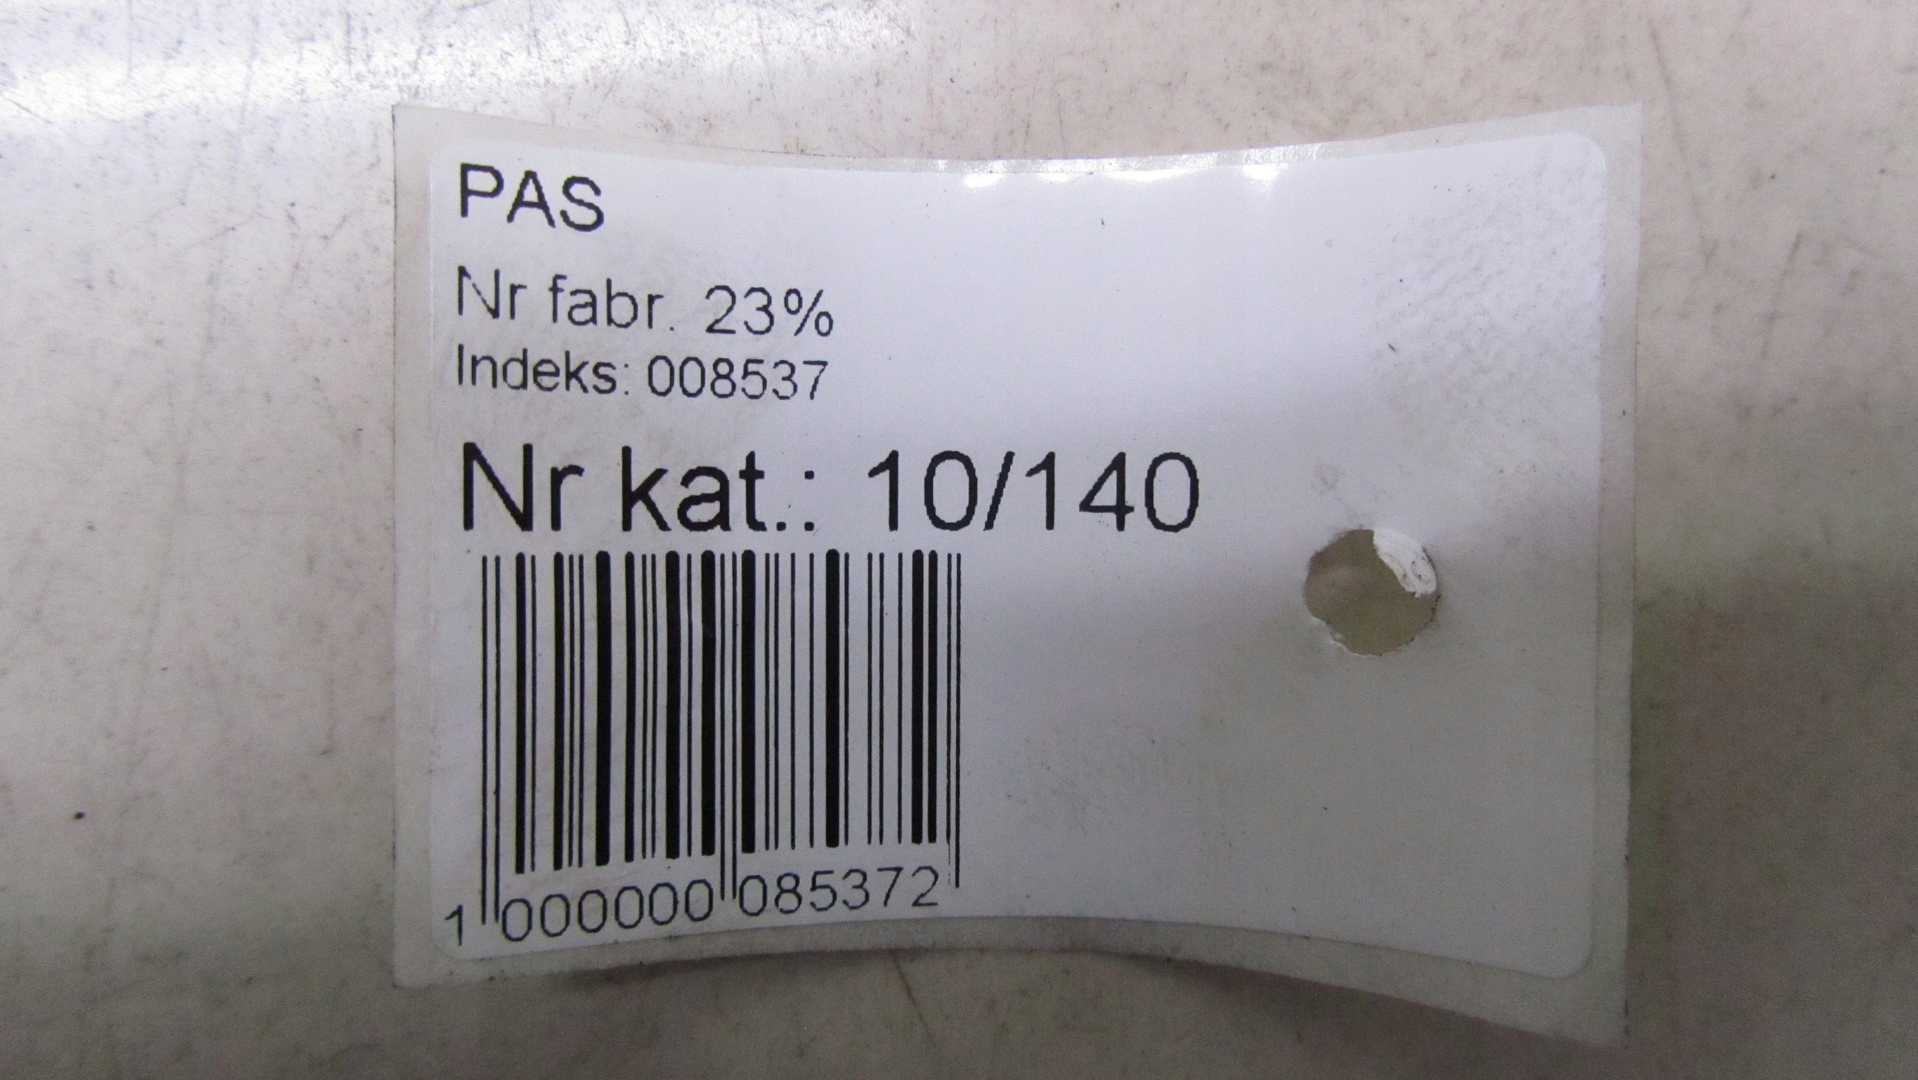 PAS
Nr fabr. 23%
Indeks: 008537
Nr kat.: 10/140
1 000000 085372